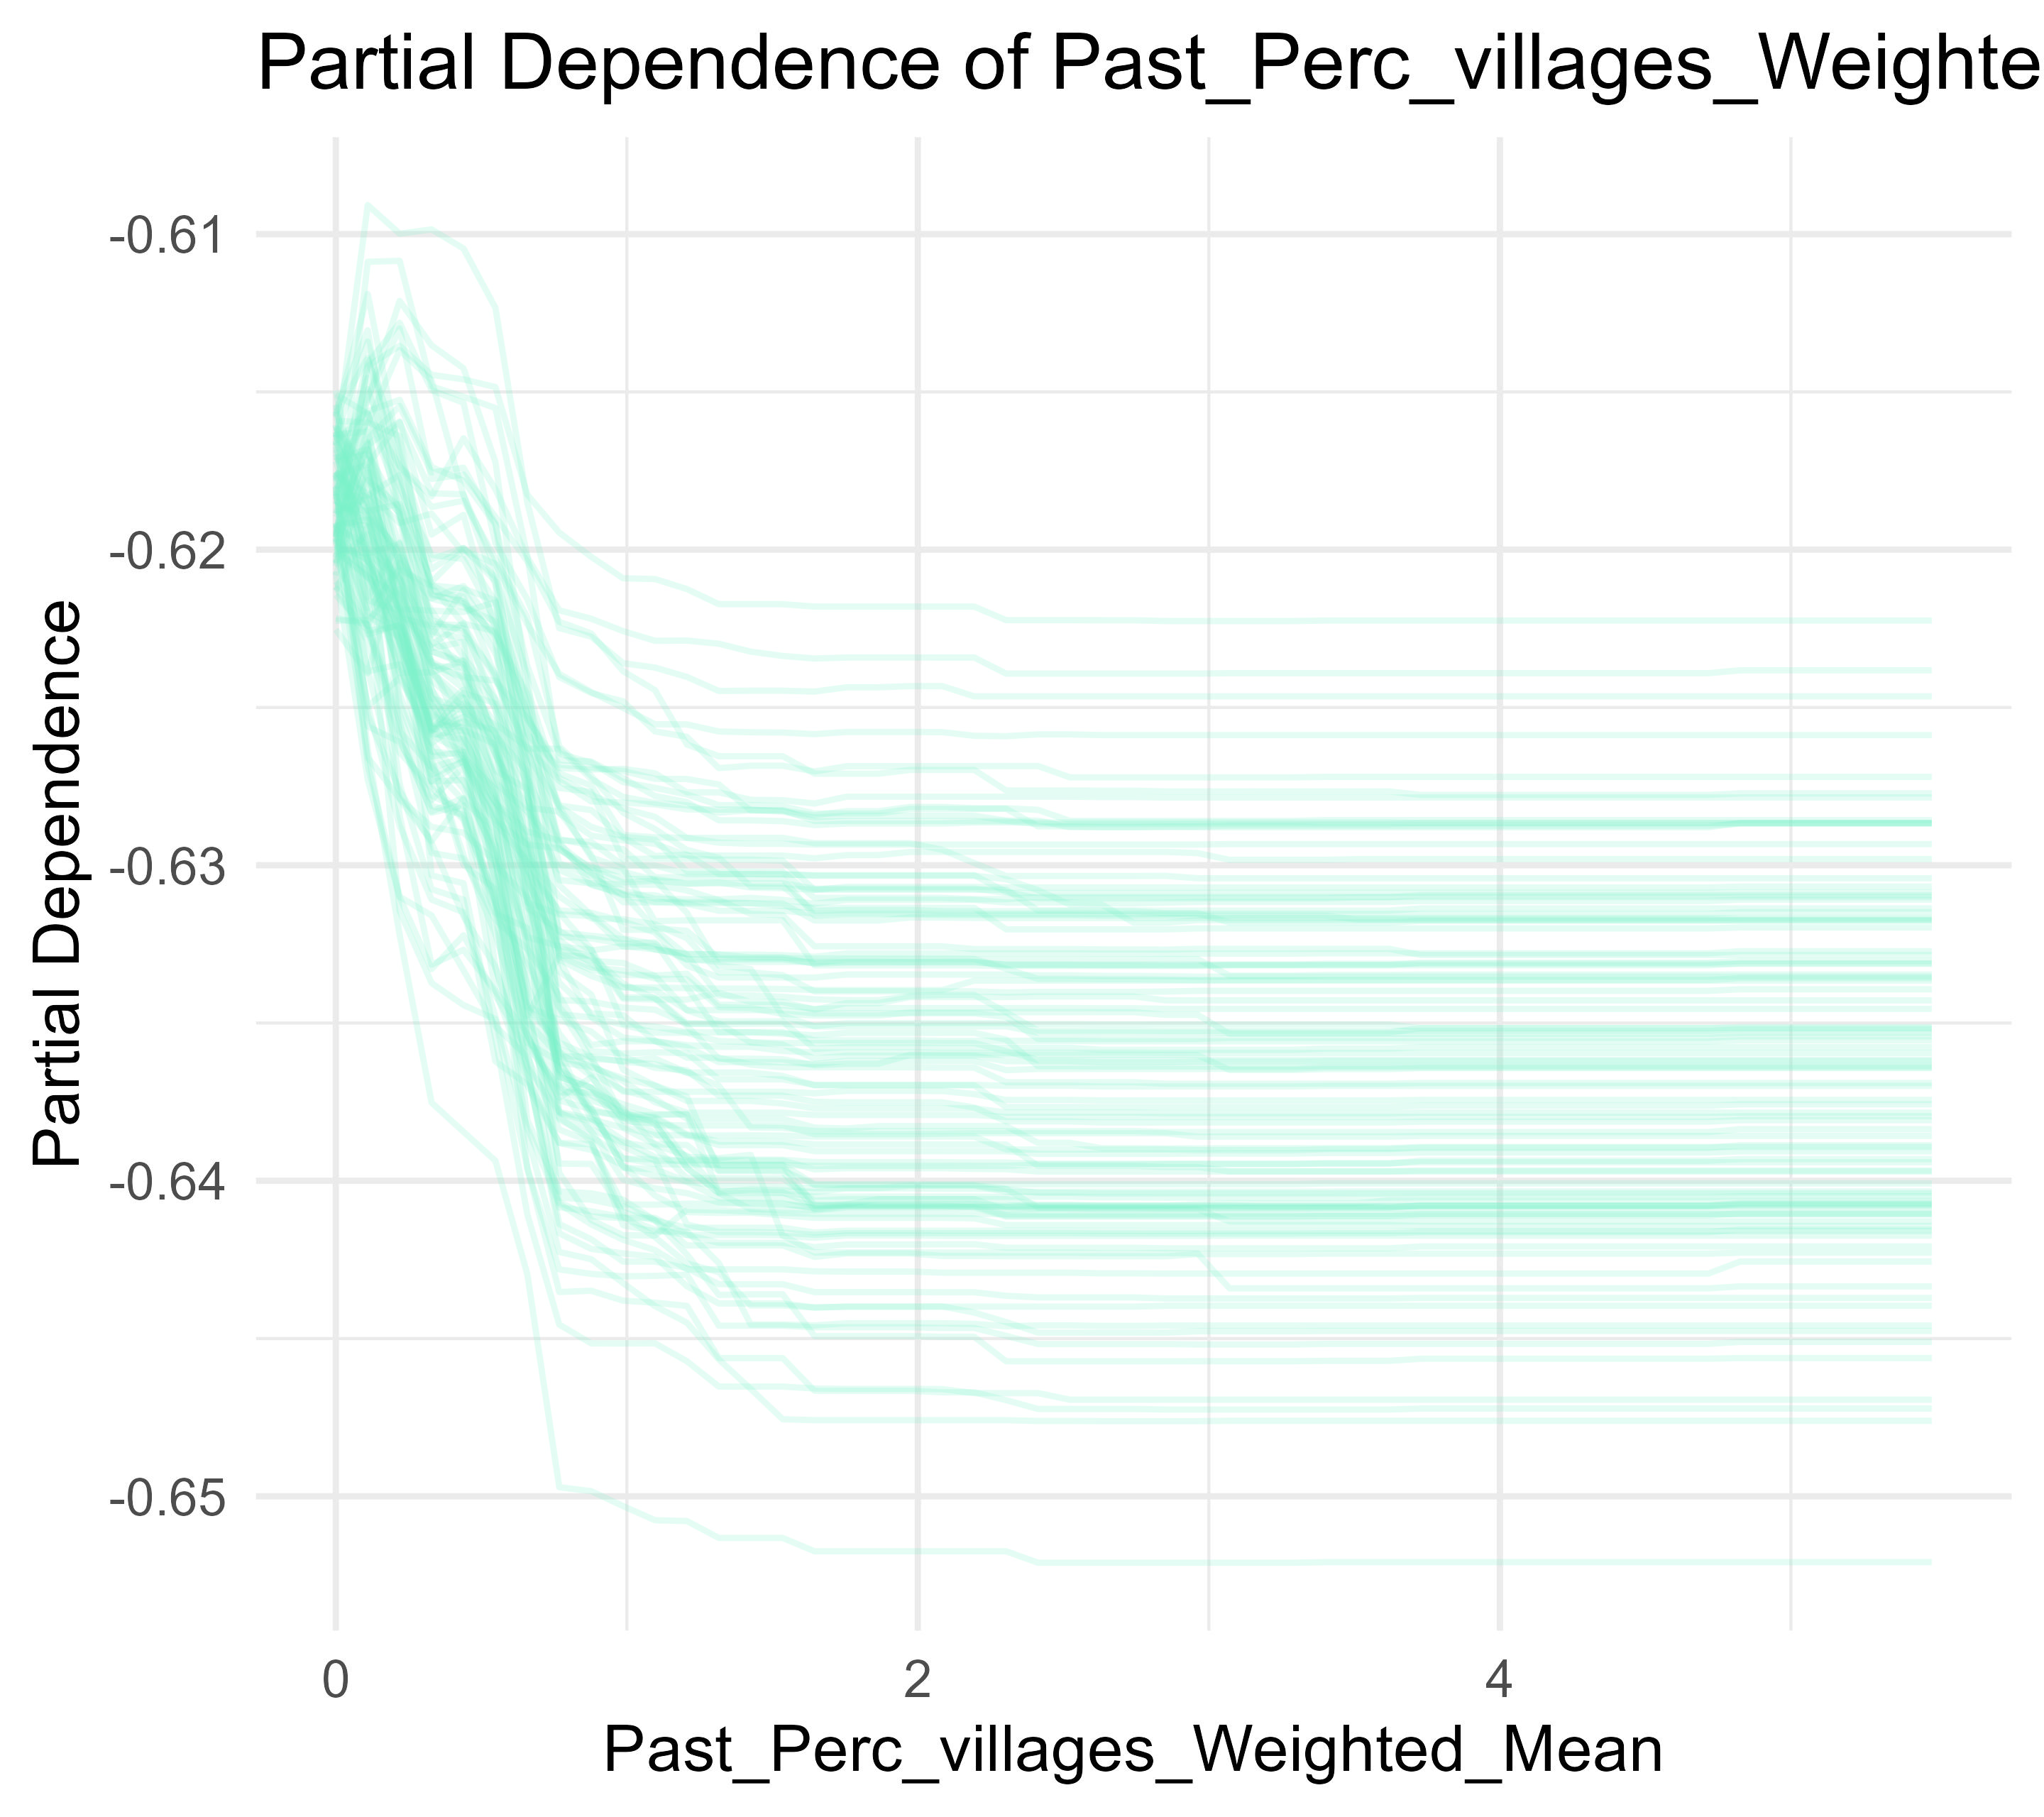 Partial Dependence of Past_Perc_villages_Weighte
-0.61
-0.62
-0.63
-0.64
-0.65
Partial Dependence
0
2
4
Past_Perc_villages_Weighted_Mean